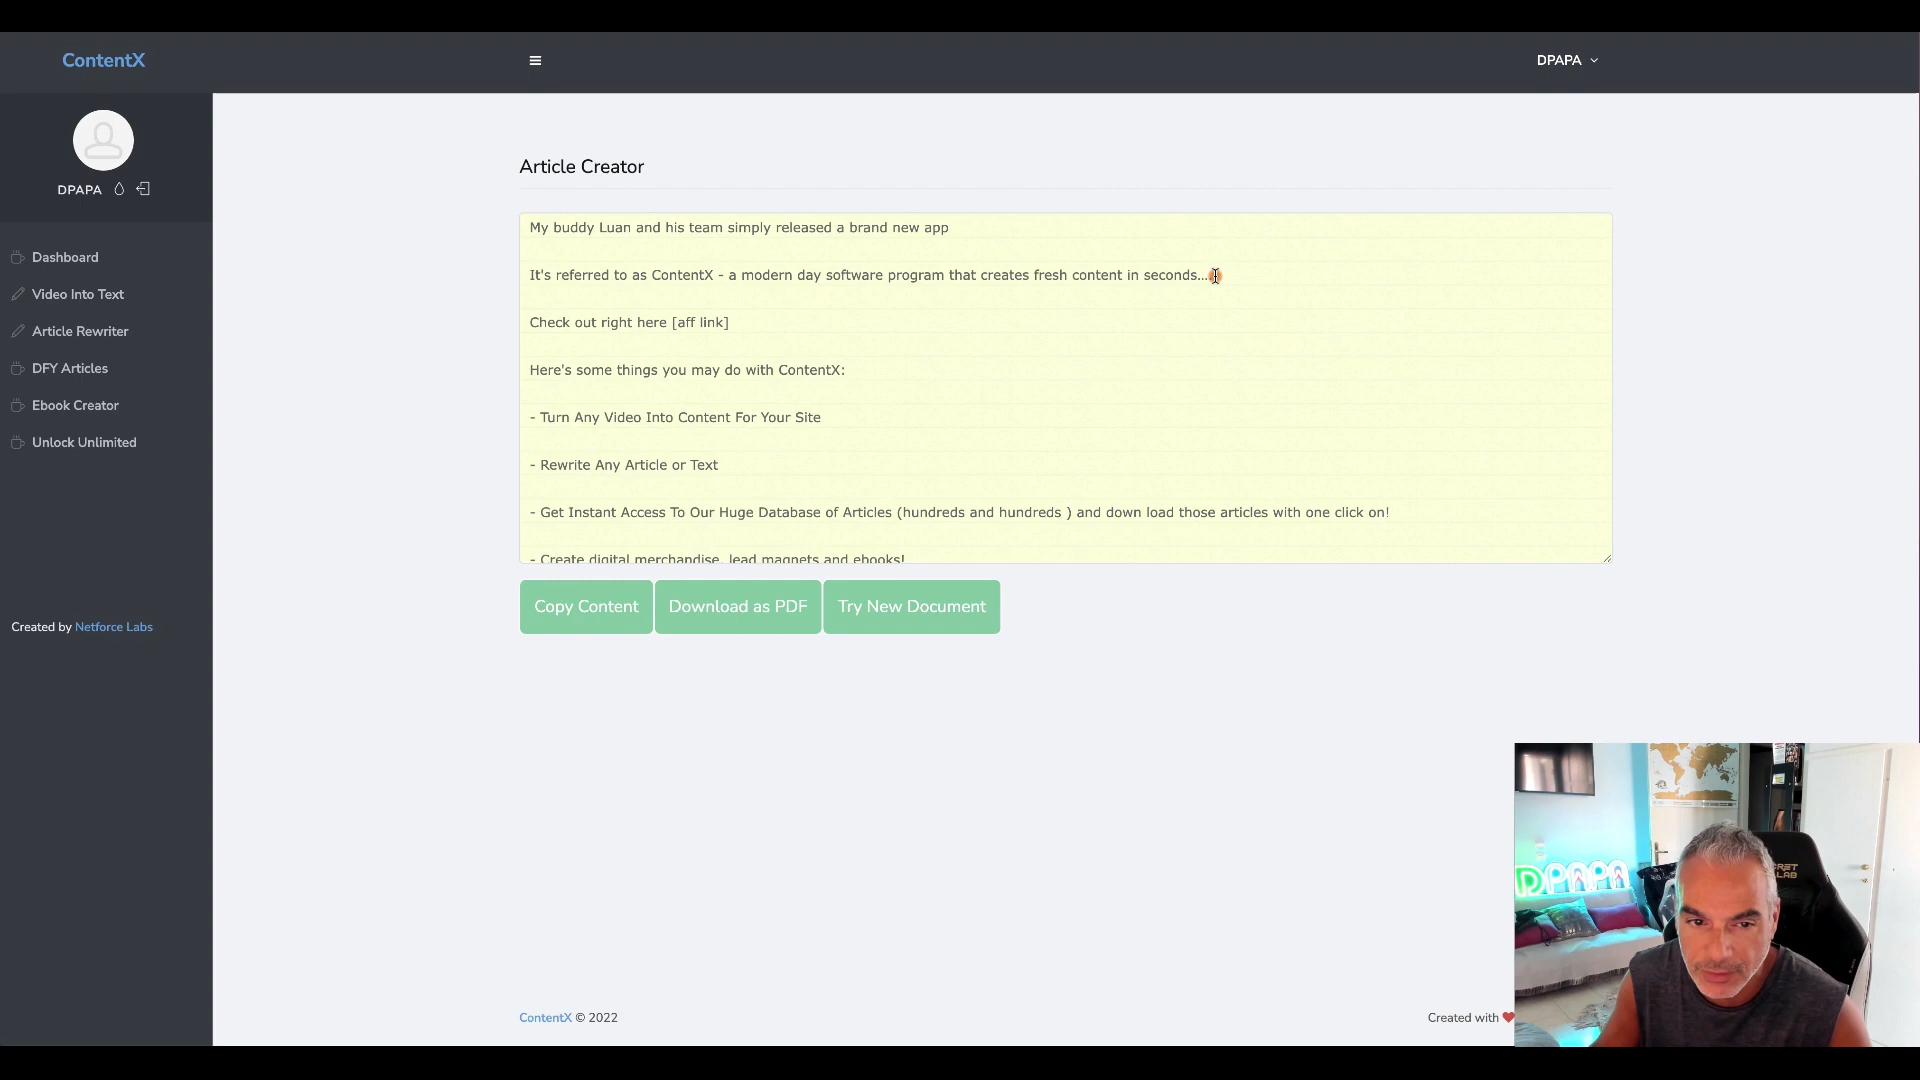 ContentX
DPAPA
DPAPA
Dashboard
Video Into Text
Article Rewriter
DFY Articles
Ebook Creator
Unlock Unlimited
Created by Netforce Labs
Article Creator
My buddy Luan and his team simply released a brand new app
It's referred to as ContentX - a modern day software program that creates fresh content in seconds...
Check out right here [aff link]
Here's some things you may do with ContentX:
- Turn Any Video Into Content For Your Site
- Rewrite Any Article or Text
- Get Instant Access To Our Huge Database of Articles (hundreds and hundreds ) and down load those articles with one click on!
- Create digital merchandise, lead magnets and ebooks!
Copy Content
Download as PDF
Try New Document
ContentX © 2022
Created with
DPAPA